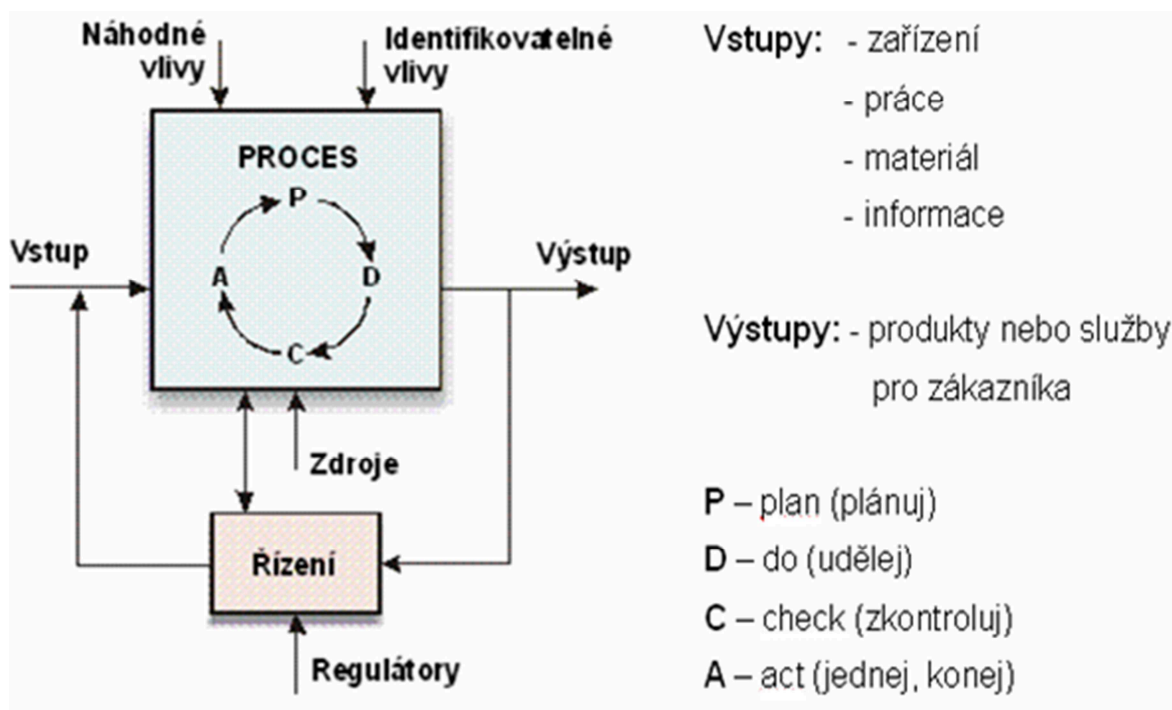 Náhodné
vlivy
Identifikovatelné
vlivy
PROCES
P
A
D
C
Vstup
Výstup
Zdroje
Řízení
Regulátory
Vstupy: - zařízení
- práce
- materiál
- informace
Výstupy: - produkty nebo služby
pro zákazníka
P – plan (plánuj)
D – do (udělej)
C – check (zkontroluj)
A – act (jednej, konej)